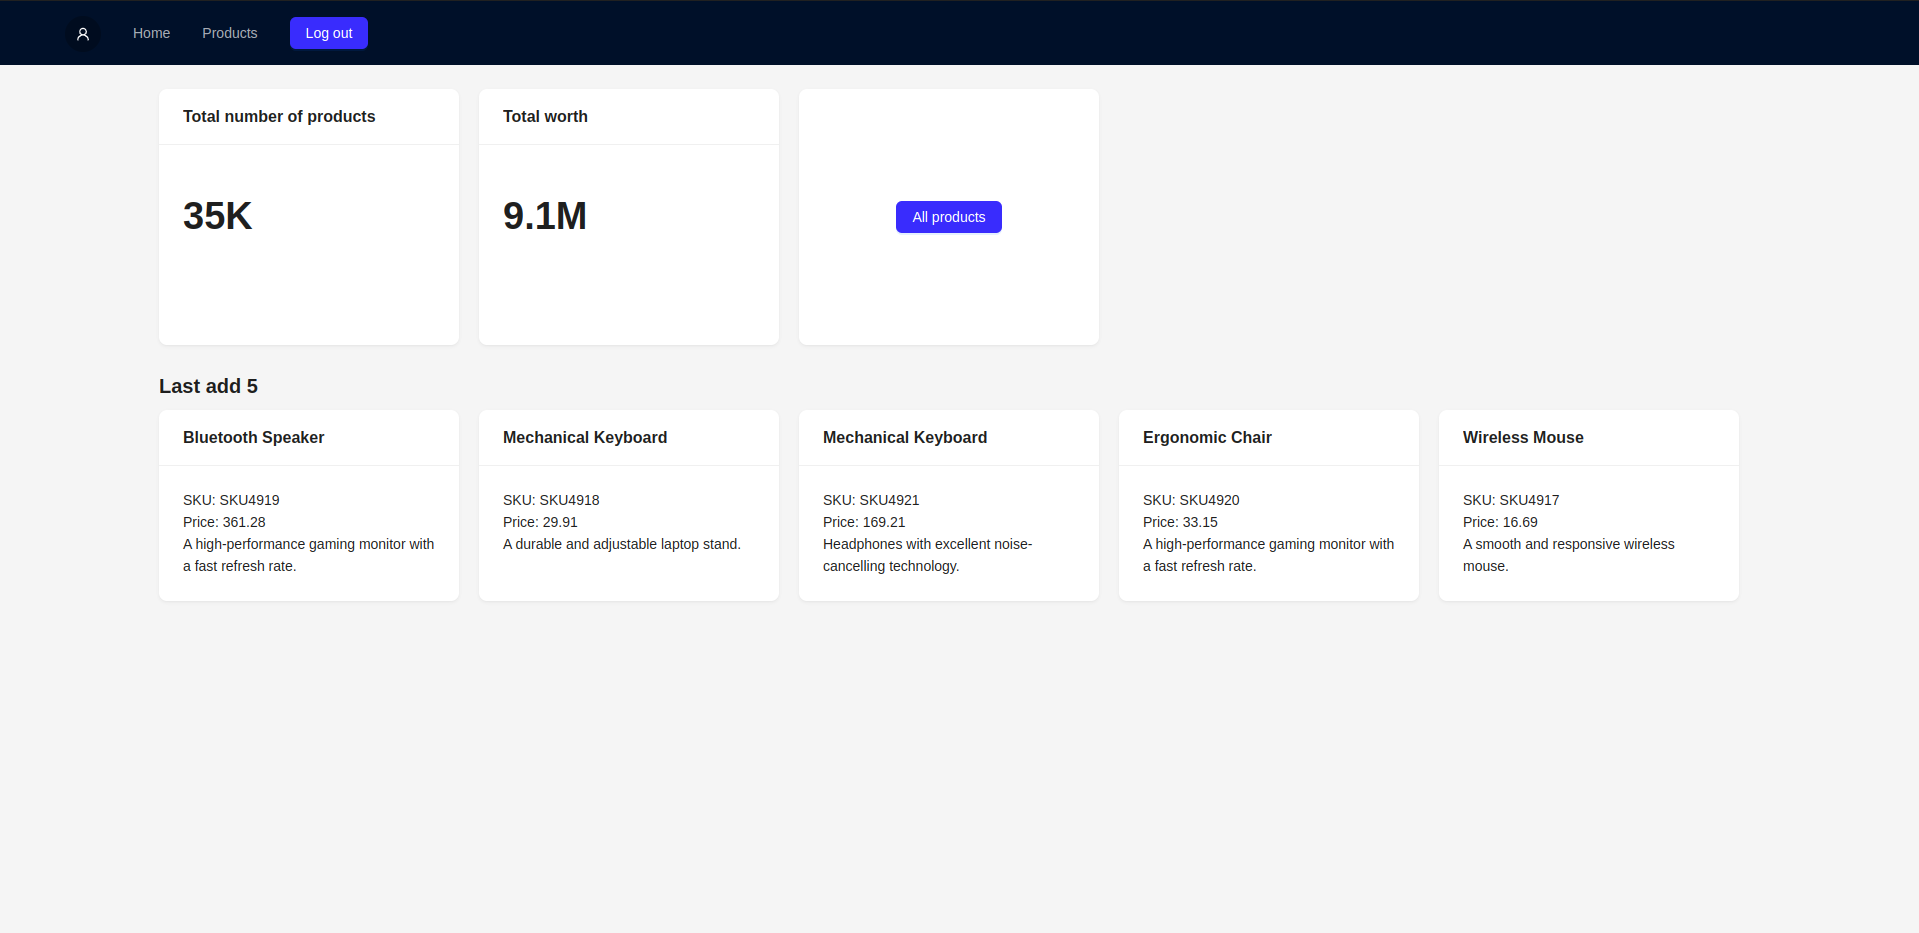 Home Products Log out
Total number of products
35K
Total worth
9.1M
All products
Last add 5
Bluetooth Speaker
SKU: SKU4919
Price: 361.28
A high-performance gaming monitor with
a fast refresh rate.
Mechanical Keyboard
SKU: SKU4918
Price: 29.91
A durable and adjustable laptop stand.
Mechanical Keyboard
SKU: SKU4921
Price: 169.21
Headphones with excellent noise-
cancelling technology.
Ergonomic Chair
SKU: SKU4920
Price: 33.15
A high-performance gaming monitor with
a fast refresh rate.
Wireless Mouse
SKU: SKU4917
Price: 16.69
A smooth and responsive wireless
mouse.